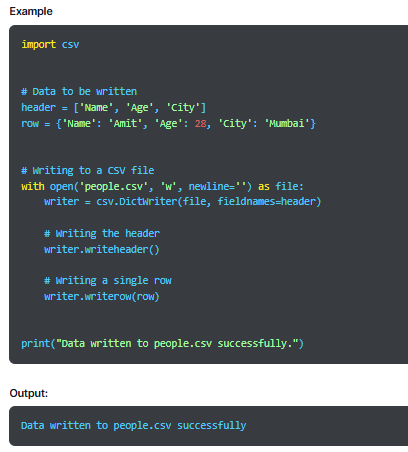 Example
import csv
# Data to be written
header = ['Name', 'Age', 'City']
row = {'Name': 'Amit', 'Age': 28, 'City': 'Mumbai'}
# Writing to a CSV file
with open('people.csv', 'w', newline='') as file:
    writer = csv.DictWriter(file, fieldnames=header)
    # Writing the header
    writer.writeheader()
    # Writing a single row
    writer.writerow(row)
print("Data written to people.csv successfully.")
Output:
Data written to people.csv successfully